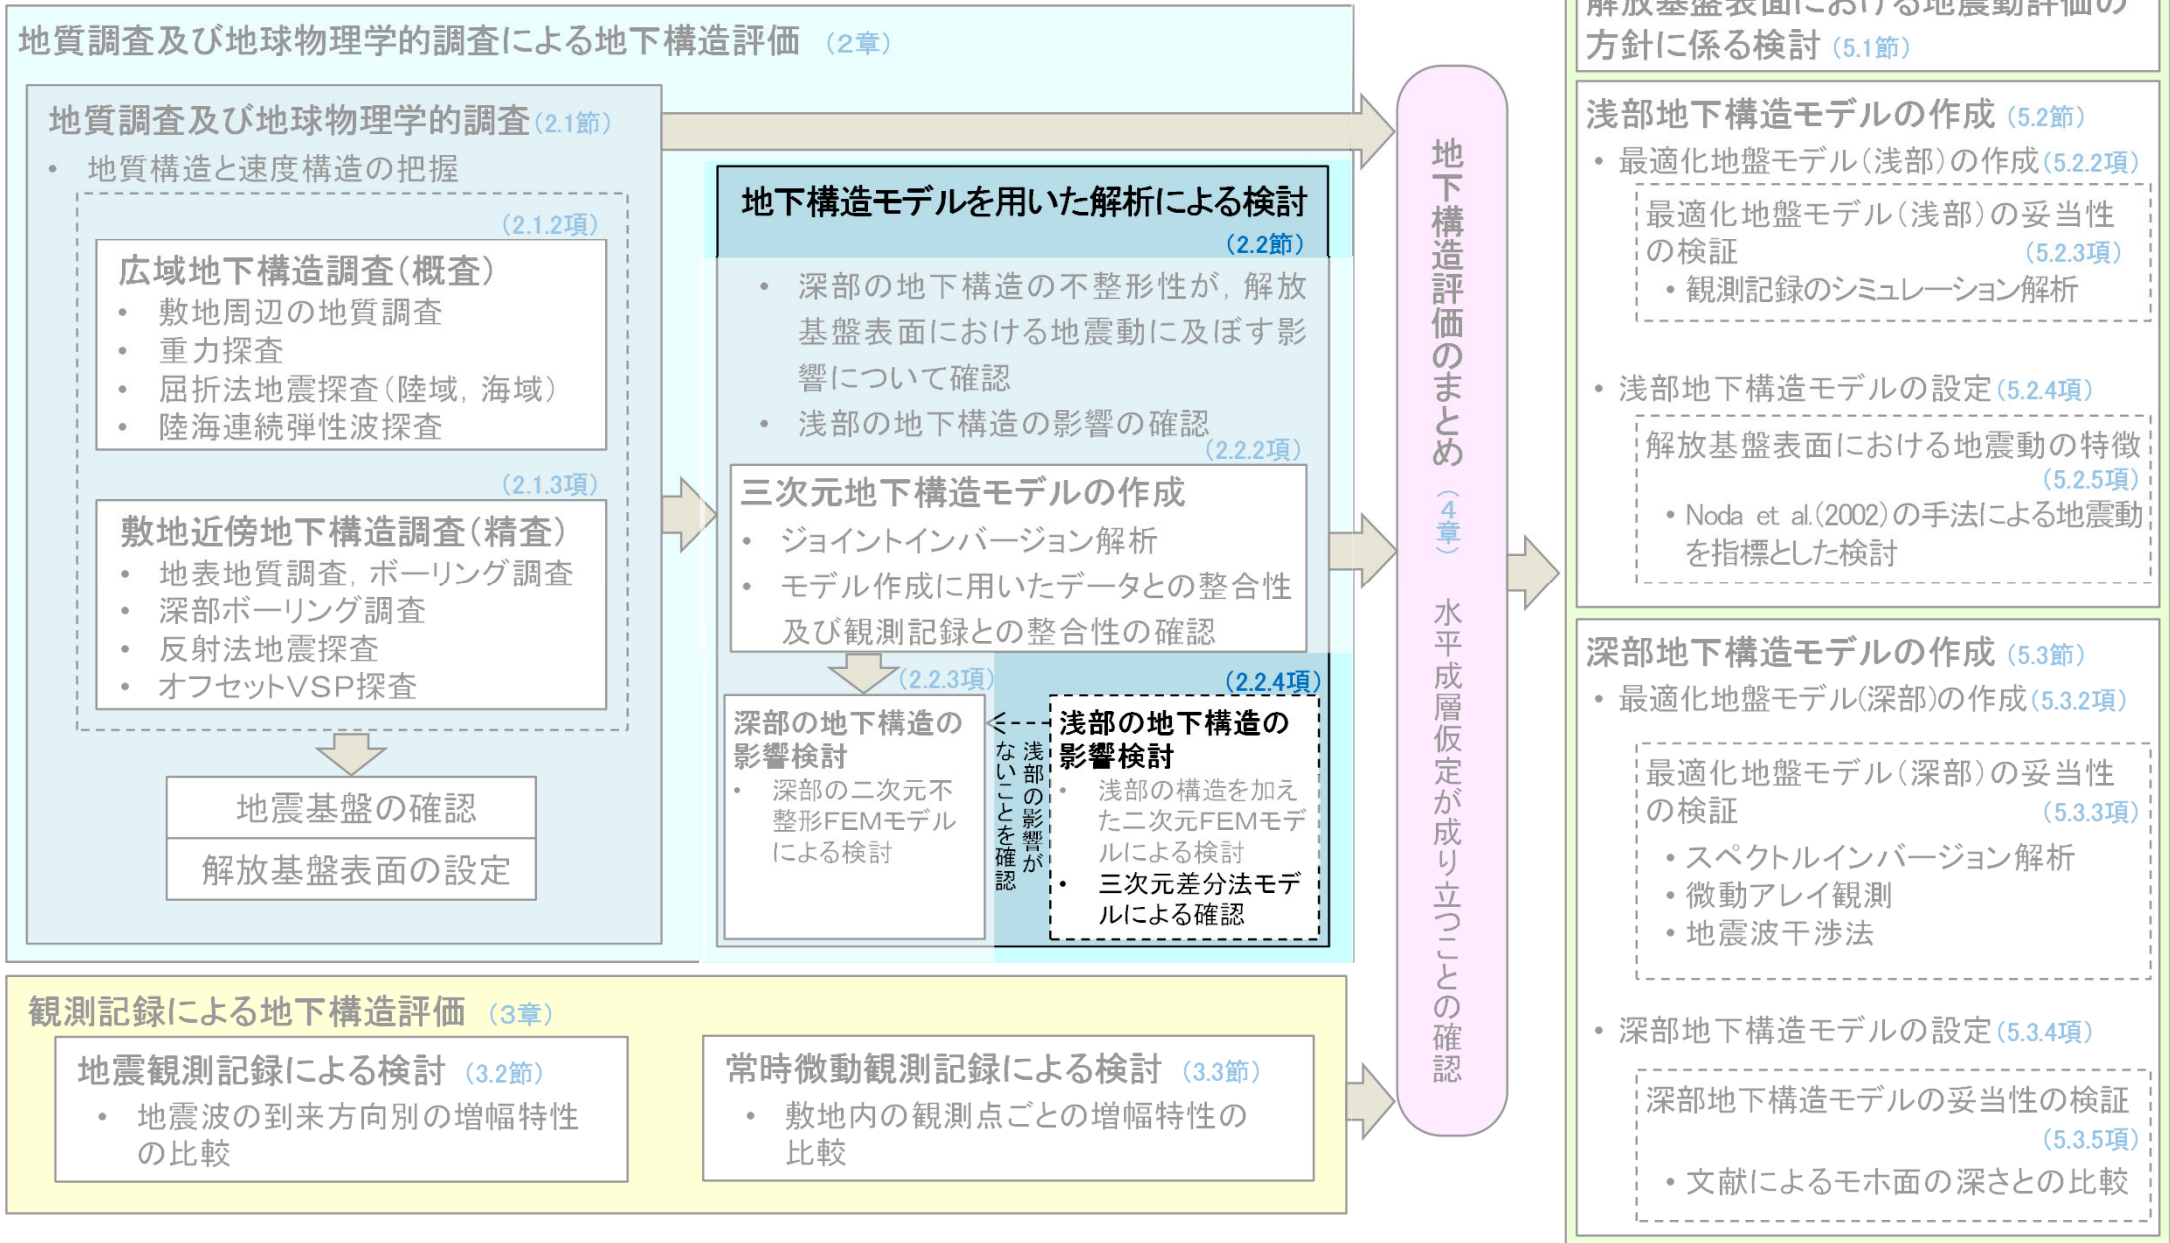 地質調査及び地球物理学的調査による地下構造評価 (2章)
地質調査及び地球物理学的調査(2.1節)
• 地質構造と速度構造の把握
(2.1.2項)
広域地下構造調査(概査)
• 敷地周辺の地質調査
• 重力探査
• 屈折法地震探査(陸域, 海域)
• 陸海連続弾性波探査
(2.1.3項)
敷地近傍地下構造調査(精査)
• 地表地質調査, ボーリング調査
• 深部ボーリング調査
• 反射法地震探査
• オフセットVSP探査
地震基盤の確認
解放基盤表面の設定
地下構造モデルを用いた解析による検討
(2.2節)
• 深部の地下構造の不整形性が, 解放
基盤表面における地震動に及ぼす影
響について確認
• 浅部の地下構造の影響の確認
(2.2.2項)
三次元地下構造モデルの作成
• ジョイントインバージョン解析
• モデル作成に用いたデータとの整合性
及び観測記録との整合性の確認
(2.2.3項)
深部の地下構造の
影響検討
• 深部の二次元不
整形FEMモデル
による検討
浅部の影響が
ないことを確認
(2.2.4項)
浅部の地下構造の
影響検討
• 浅部の構造を加え
た二次元FEMモデ
ルによる検討
• 三次元差分法モデ
ルによる確認
観測記録による地下構造評価 (3章)
地震観測記録による検討 (3.2節)
• 地震波の到来方向別の増幅特性
の比較
常時微動観測記録による検討 (3.3節)
• 敷地内の観測点ごとの増幅特性の
比較
地下構造評価のまとめ (4章) 水平成層仮定が成り立つことの確認
解放基盤表面における地震動評価の
方針に係る検討 (5.1節)
浅部地下構造モデルの作成 (5.2節)
• 最適化地盤モデル(浅部)の作成(5.2.2項)
最適化地盤モデル(浅部)の妥当性
の検証 (5.2.3項)
• 観測記録のシミュレーション解析
• 浅部地下構造モデルの設定(5.2.4項)
解放基盤表面における地震動の特徴
(5.2.5項)
• Noda et al.(2002)の手法による地震動
を指標とした検討
深部地下構造モデルの作成 (5.3節)
• 最適化地盤モデル(深部)の作成(5.3.2項)
最適化地盤モデル(深部)の妥当性
の検証 (5.3.3項)
• スペクトルインバージョン解析
• 微動アレイ観測
• 地震波干渉法
• 深部地下構造モデルの設定(5.3.4項)
深部地下構造モデルの妥当性の検証
(5.3.5項)
• 文献によるモホ面の深さとの比較